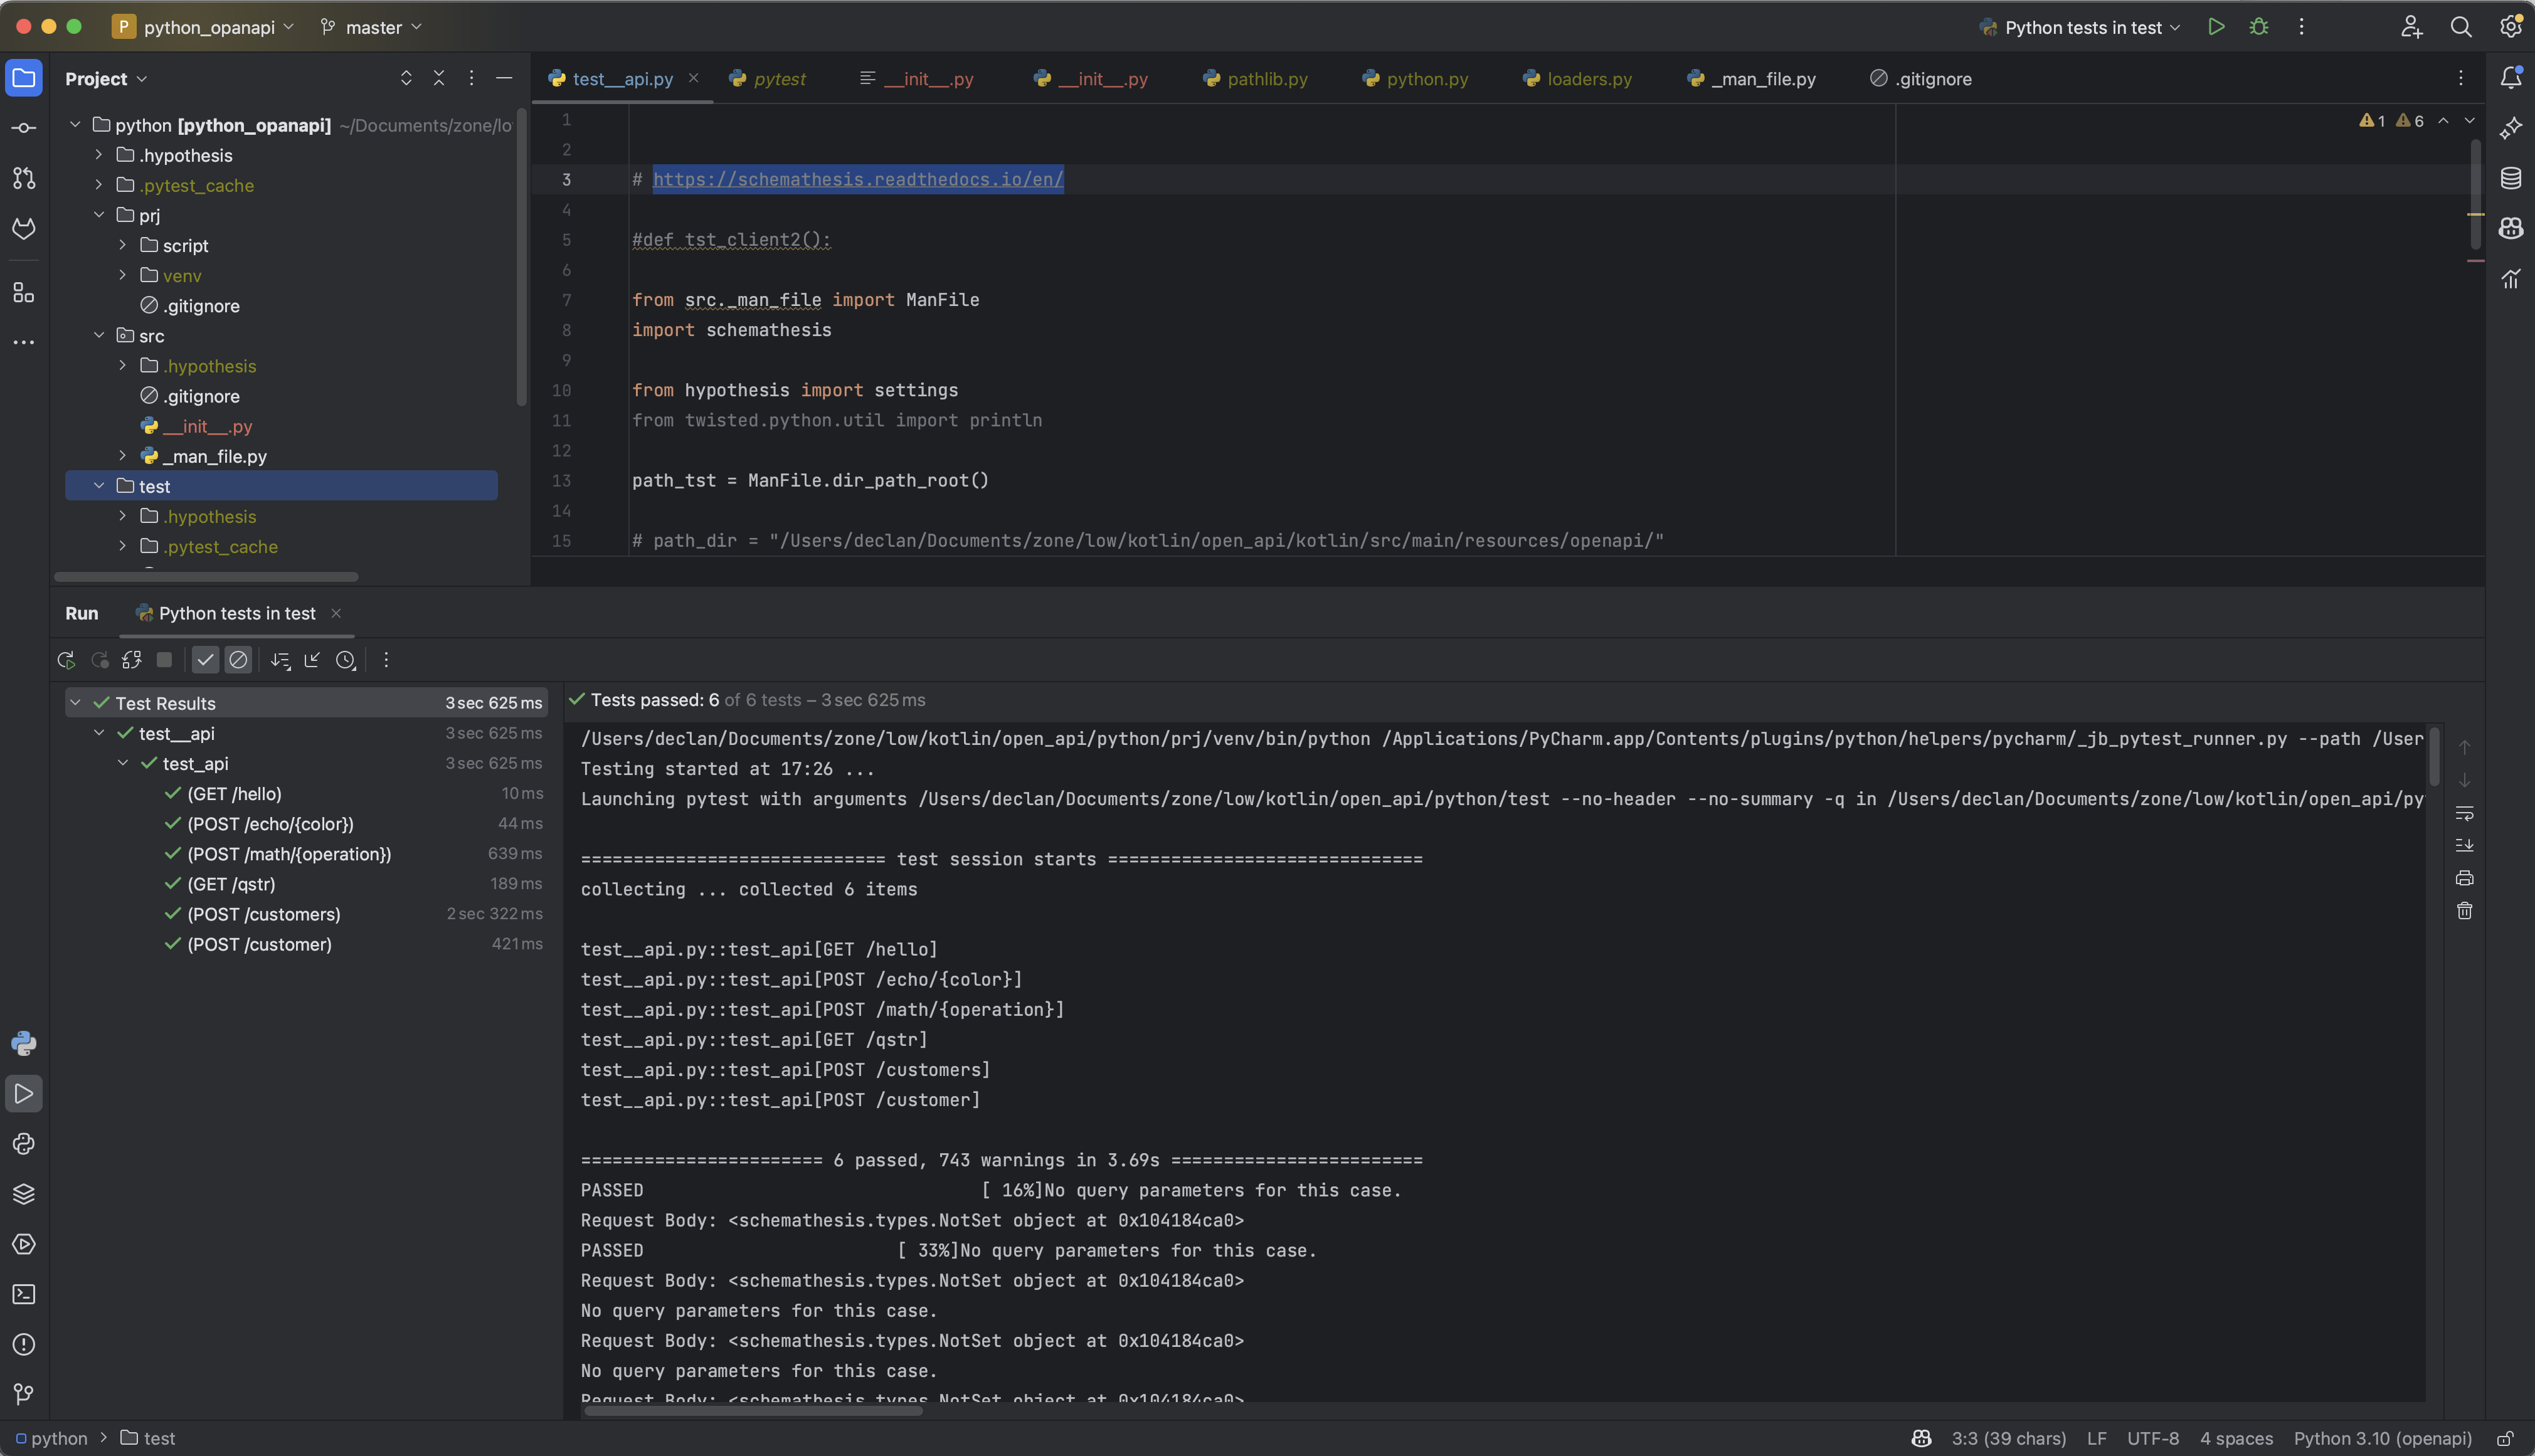 P python_opanapi master Python tests in test
Project
test__api.py pytest __init__.py __init__.py pathlib.py python.py loaders.py _man_file.py .gitignore
python [python_opanapi] ~/Documents/zone/lo
.hypothesis
.pytest_cache
prj
script
venv
.gitignore
src
.hypothesis
.gitignore
__init__.py
_man_file.py
test
.hypothesis
.pytest_cache
1 6
1
2
3 # https://schemathesis.readthedocs.io/en/
4
5 #def tst_client2():
6
7 from src._man_file import ManFile
8 import schemathesis
9
10 from hypothesis import settings
11 from twisted.python.util import println
12
13 path_tst = ManFile.dir_path_root()
14
15 # path_dir = "/Users/declan/Documents/zone/low/kotlin/open_api/kotlin/src/main/resources/openapi/"
Run Python tests in test
Test Results 3 sec 625 ms
test__api 3 sec 625 ms
test_api 3 sec 625 ms
(GET /hello) 10 ms
(POST /echo/{color}) 44 ms
(POST /math/{operation}) 639 ms
(GET /qstr) 189 ms
(POST /customers) 2 sec 322 ms
(POST /customer) 421 ms
Tests passed: 6 of 6 tests – 3 sec 625 ms
/Users/declan/Documents/zone/low/kotlin/open_api/python/prj/venv/bin/python /Applications/PyCharm.app/Contents/plugins/python/helpers/pycharm/_jb_pytest_runner.py --path /User
Testing started at 17:26 ...
Launching pytest with arguments /Users/declan/Documents/zone/low/kotlin/open_api/python/test --no-header --no-summary -q in /Users/declan/Documents/zone/low/kotlin/open_api/py
============================= test session starts ==============================
collecting ... collected 6 items
test__api.py::test_api[GET /hello]
test__api.py::test_api[POST /echo/{color}]
test__api.py::test_api[POST /math/{operation}]
test__api.py::test_api[GET /qstr]
test__api.py::test_api[POST /customers]
test__api.py::test_api[POST /customer]
======================= 6 passed, 743 warnings in 3.69s ========================
PASSED [ 16%]No query parameters for this case.
Request Body: <schemathesis.types.NotSet object at 0x104184ca0>
PASSED [ 33%]No query parameters for this case.
Request Body: <schemathesis.types.NotSet object at 0x104184ca0>
No query parameters for this case.
Request Body: <schemathesis.types.NotSet object at 0x104184ca0>
No query parameters for this case.
Request Body: <schemathesis.types.NotSet object at 0x104184ca0>
python > test
3:3 (39 chars) LF UTF-8 4 spaces Python 3.10 (openapi)